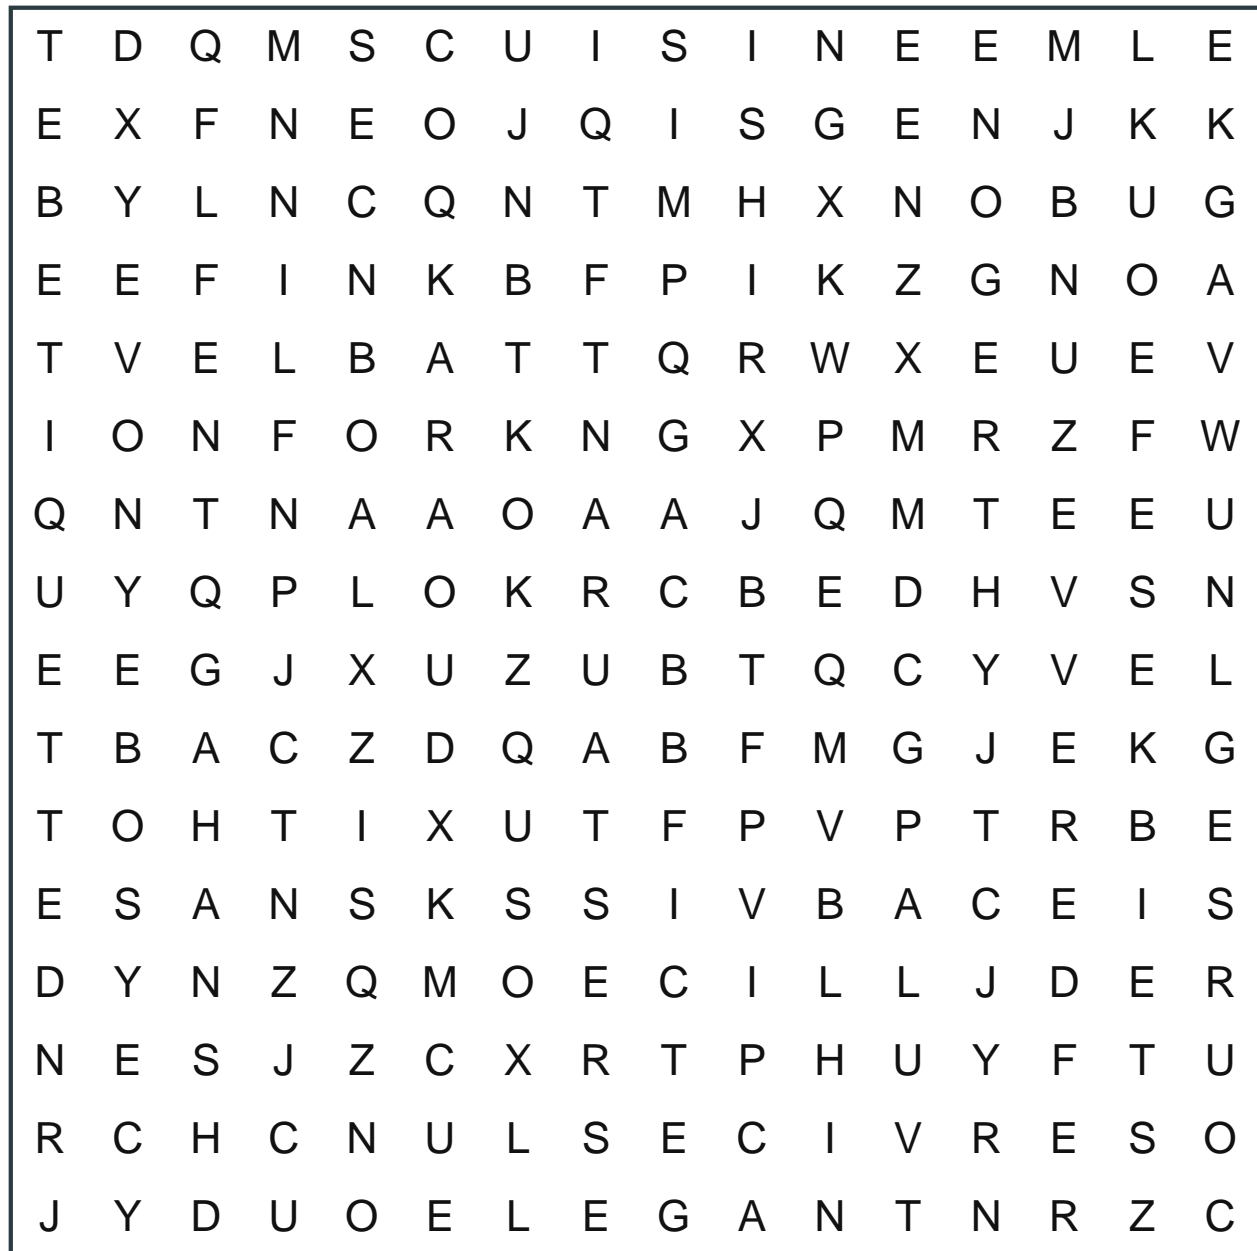 T D Q M S C U I S I N E E M L E
E X F N E O J Q I S G E N J K K
B Y L N C Q N T M H X N O B U G
E E F I N K B F P I K Z G N O A
T V E L B A T T Q R W X E U E V
I O N F O R K N G X P M R Z F W
Q N T N A A O A A J Q M T E E U
U Y Q P L O K R C B E D H V S N
E E G J X U Z U B T Q C Y V E L
T B A C Z D Q A B F M G J E K G
T O H T I X U T F P V P T R B E
E S A N S K S S I V B A C E I S
D Y N Z Q M O E C I L L J D E R
N E S J Z C X R T P H U Y F T U
R C H C N U L S E C I V R E S O
J Y D U O E L E G A N T N R Z C